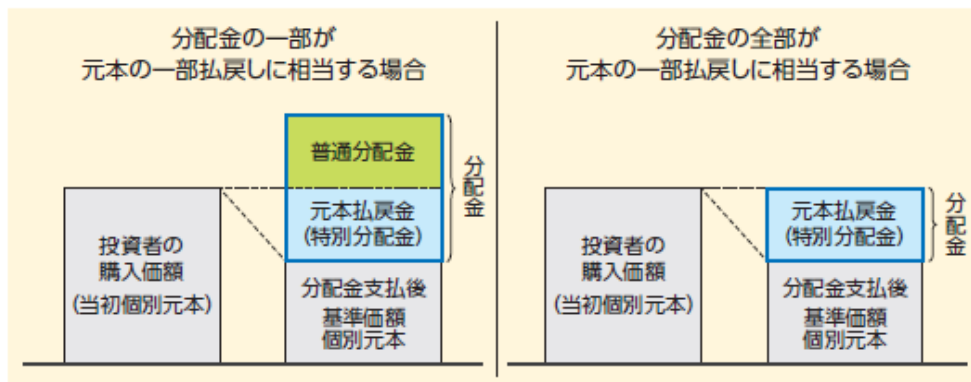 分配金の一部が
元本の一部払戻しに相当する場合
普通分配金
元本払戻金
(特別分配金)
分配金
投資者の
購入価額
(当初個別元本)
分配金支払後
基準価額
個別元本
分配金の全部が
元本の一部払戻しに相当する場合
元本払戻金
(特別分配金)
分配金
投資者の
購入価額
(当初個別元本)
分配金支払後
基準価額
個別元本